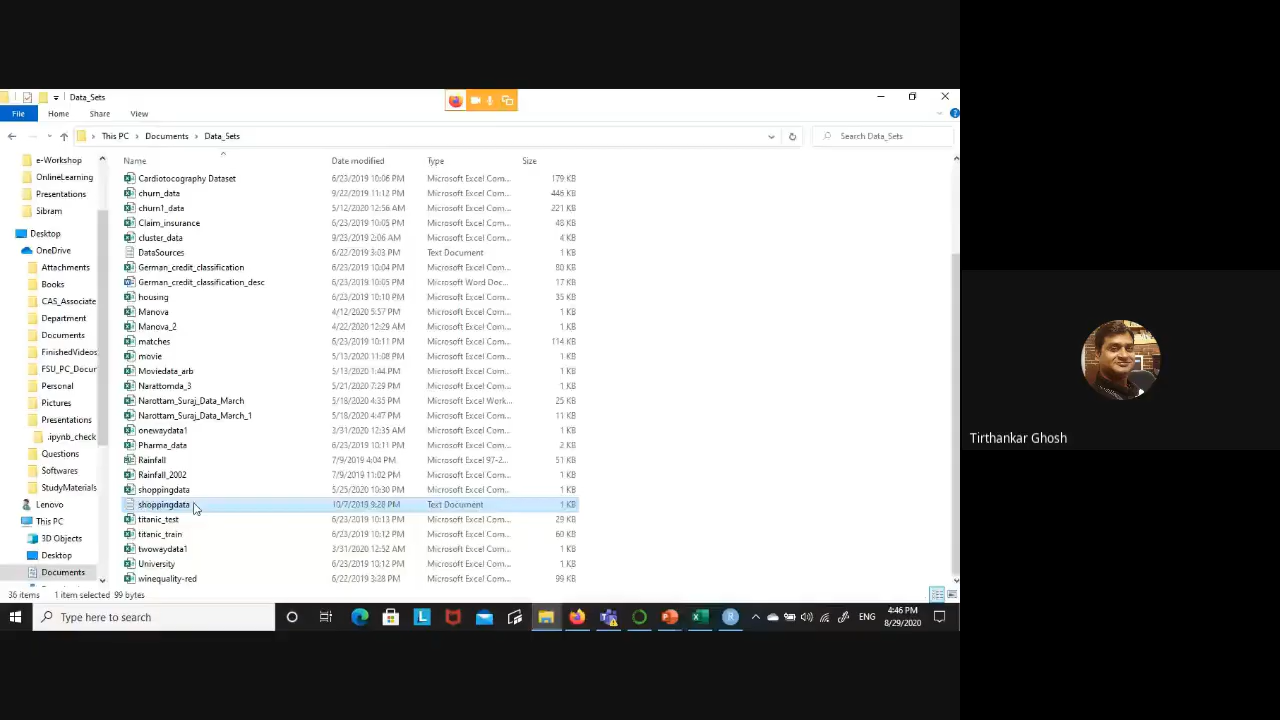 Data_Sets
File Home Share View
This PC Documents Data_Sets
Search Data_Sets
Name Date modified Type Size
e-Workshop
OnlineLearning
Presentations
Sibram
Desktop
OneDrive
Attachments
Books
CAS_Associate
Department
Documents
FinishedVideos
FSU_PC_Docur
Personal
Pictures
Presentations
.ipynb_check
Questions
Softwares
StudyMaterials
Lenovo
This PC
3D Objects
Desktop
Documents
Cardiotocography Dataset 6/23/2019 10:06 PM Microsoft Excel Com... 179 KB
churn_data 9/22/2019 11:12 PM Microsoft Excel Com... 446 KB
churn1_data 5/12/2020 12:56 AM Microsoft Excel Com... 221 KB
Claim_insurance 6/23/2019 10:05 PM Microsoft Excel Com... 48 KB
cluster_data 9/23/2019 2:06 AM Microsoft Excel Com... 4 KB
DataSources 6/22/2019 3:03 PM Text Document 1 KB
German_credit_classification 6/23/2019 10:04 PM Microsoft Excel Com... 80 KB
German_credit_classification_desc 6/23/2019 10:05 PM Microsoft Word Doc... 17 KB
housing 6/23/2019 10:10 PM Microsoft Excel Com... 35 KB
Manova 4/12/2020 5:57 PM Microsoft Excel Com... 1 KB
Manova_2 4/22/2020 12:29 AM Microsoft Excel Com... 1 KB
matches 6/23/2019 10:11 PM Microsoft Excel Com... 114 KB
movie 5/13/2020 11:08 PM Microsoft Excel Com... 1 KB
Moviedata_arb 5/13/2020 1:44 PM Microsoft Excel Com... 1 KB
Narattomda_3 5/21/2020 7:29 PM Microsoft Excel Com... 1 KB
Narottam_Suraj_Data_March 5/18/2020 4:35 PM Microsoft Excel Work... 25 KB
Narottam_Suraj_Data_March_1 5/18/2020 4:47 PM Microsoft Excel Com... 11 KB
onewaydata1 3/31/2020 12:35 AM Microsoft Excel Com... 1 KB
Pharma_data 6/23/2019 10:11 PM Microsoft Excel Com... 2 KB
Rainfall 7/9/2019 4:04 PM Microsoft Excel 97-2... 51 KB
Rainfall_2002 7/9/2019 11:02 PM Microsoft Excel Com... 1 KB
shoppingdata 5/25/2020 10:30 PM Microsoft Excel Com... 1 KB
shoppingdata 10/7/2019 9:28 PM Text Document 1 KB
titanic_test 6/23/2019 10:13 PM Microsoft Excel Com... 29 KB
titanic_train 6/23/2019 10:12 PM Microsoft Excel Com... 60 KB
twowaydata1 3/31/2020 12:52 AM Microsoft Excel Com... 1 KB
University 6/23/2019 10:12 PM Microsoft Excel Com... 1 KB
winequality-red 6/22/2019 3:28 PM Microsoft Excel Com... 99 KB
36 items 1 item selected 99 bytes
Type here to search
ENG
4:46 PM
8/29/2020
Tirthankar Ghosh